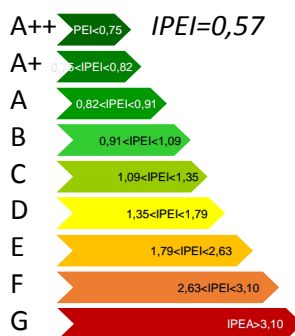 A++ PEI<0,75 IPEI=0,57
A+ 0,75<IPEI<0,82
A 0,82<IPEI<0,91
B 0,91<IPEI<1,09
C 1,09<IPEI<1,35
D 1,35<IPEI<1,79
E 1,79<IPEI<2,63
F 2,63<IPEI<3,10
G IPEA>3,10